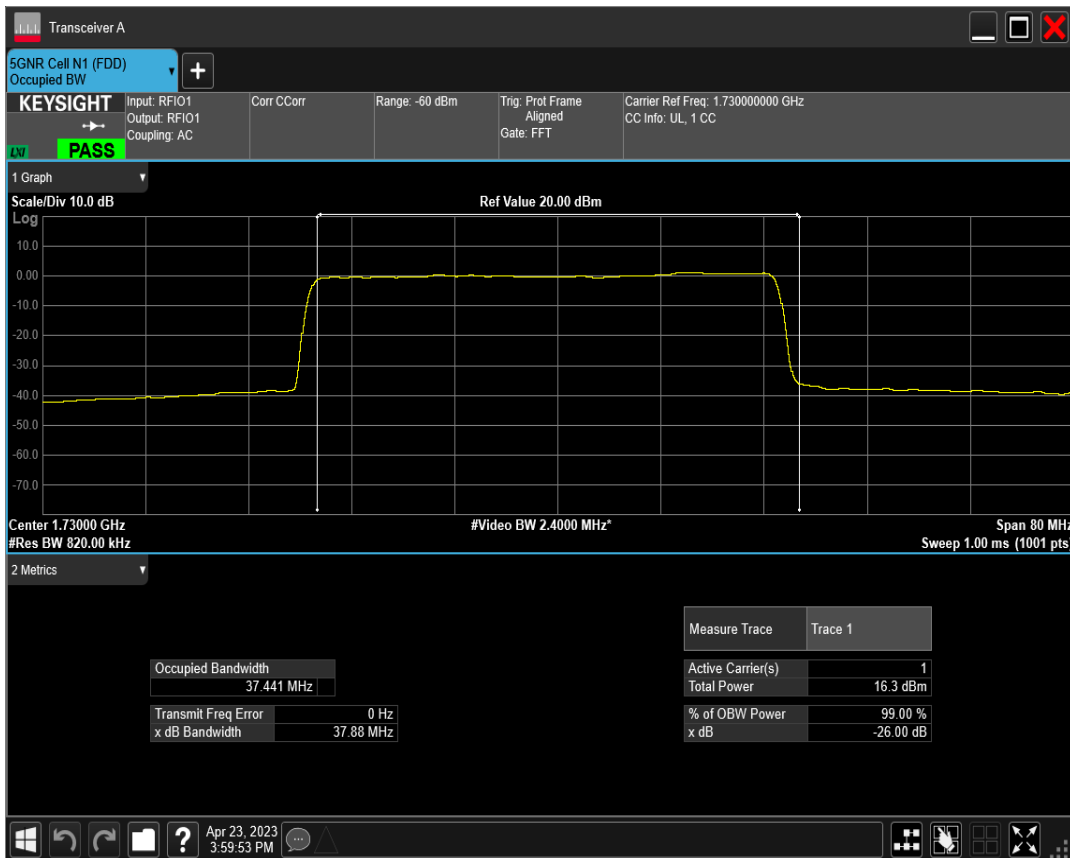 Transceiver A
5GNR Cell N1 (FDD)
Occupied BW
+
KEYSIGHT
LXI
PASS
Input: RFIO1
Output: RFIO1
Coupling: AC
Corr CCorr
Range: -60 dBm
Trig: Prot Frame
Aligned
Gate: FFT
Carrier Ref Freq: 1.730000000 GHz
CC Info: UL, 1 CC
1 Graph
Scale/Div 10.0 dB
Ref Value 20.00 dBm
Log
10.0
0.00
-10.0
-20.0
-30.0
-40.0
-50.0
-60.0
-70.0
Center 1.73000 GHz
#Video BW 2.4000 MHz*
Span 80 MHz
#Res BW 820.00 kHz
Sweep 1.00 ms (1001 pts)
2 Metrics
Measure Trace Trace 1
Occupied Bandwidth
37.441 MHz
Transmit Freq Error 0 Hz
x dB Bandwidth 37.88 MHz
Active Carrier(s) 1
Total Power 16.3 dBm
% of OBW Power 99.00 %
x dB -26.00 dB
?
Apr 23, 2023
3:59:53 PM